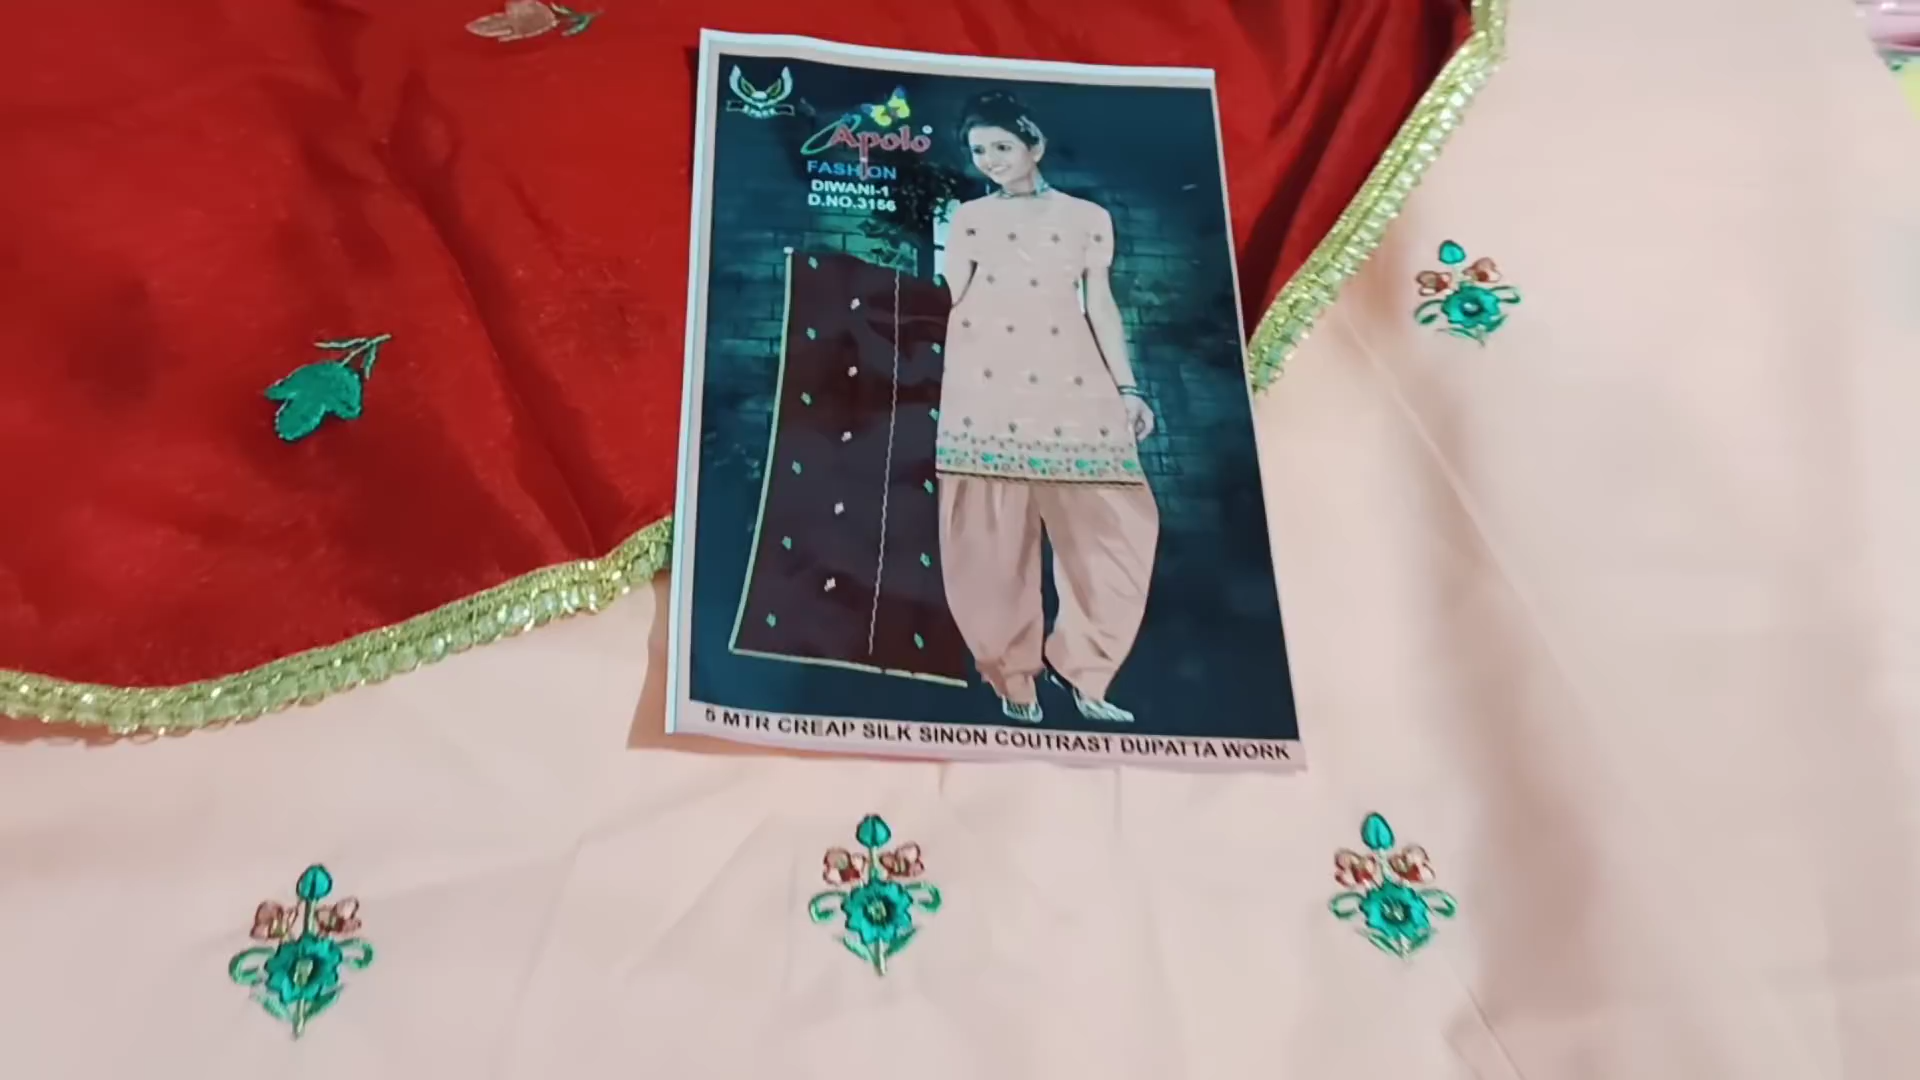 Apolo
FASHION
DIWANI-1
D.NO.3156
5 MTR CREAP SILK SINON COUTRAST DUPATTA WORK